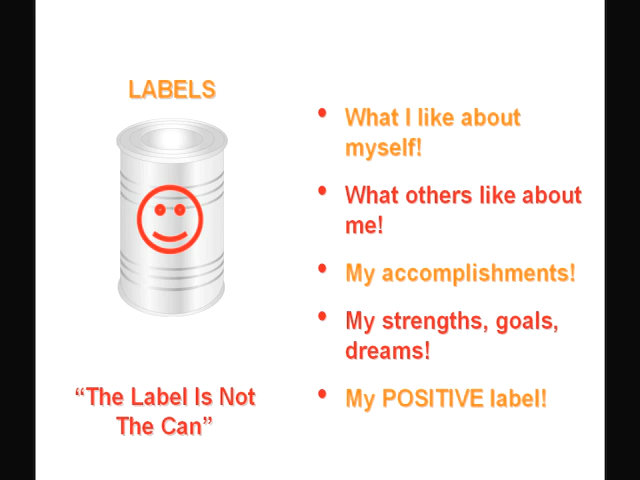 LABELS
“The Label Is Not
The Can”
• What I like about
myself!
• What others like about
me!
• My accomplishments!
• My strengths, goals,
dreams!
• My POSITIVE label!